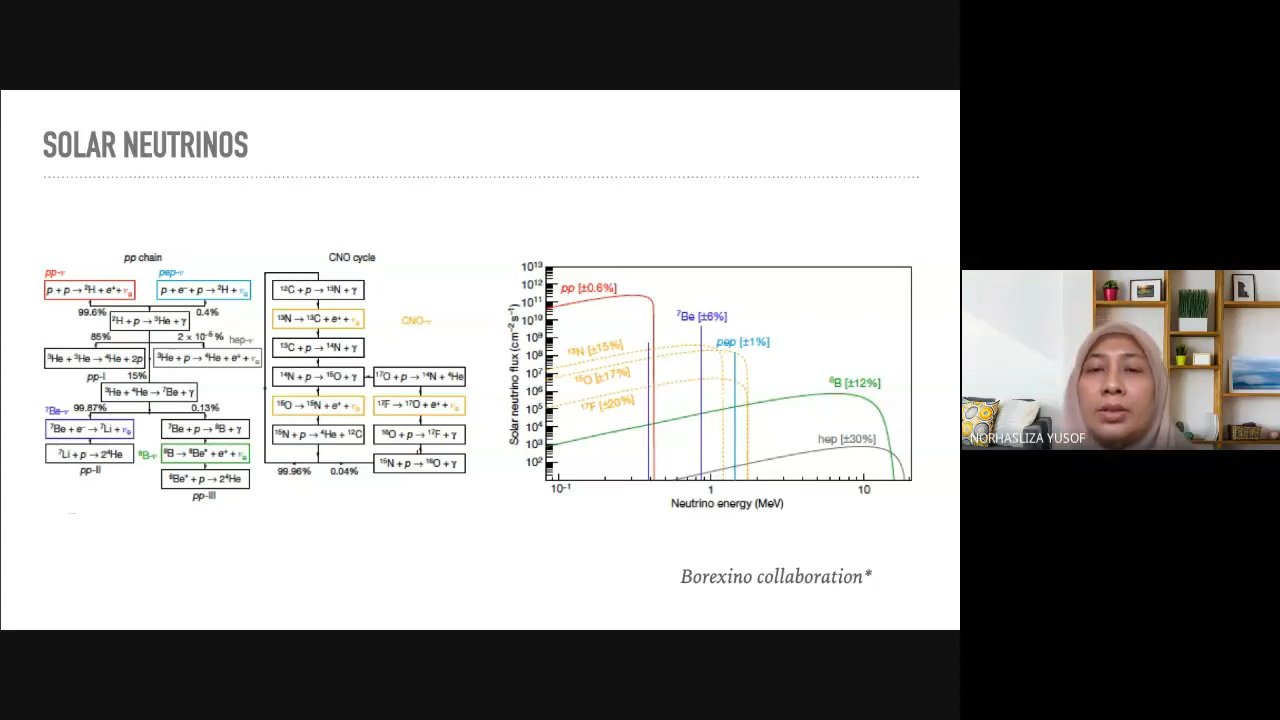 SOLAR NEUTRINOS
pp chain
pp-ν
pep-ν
p + p → ²H + e⁺ + νₑ
p + e⁻ + p → ²H + νₑ
99.6%
0.4%
²H + p → ³He + γ
85%
2 × 10⁻⁵ %
hep-ν
³He + ³He → ⁴He + 2p
³He + p → ⁴He + e⁺ + νₑ
pp-I
15%
³He + ⁴He → ⁷Be + γ
⁷Be-ν
99.87%
0.13%
⁷Be + e⁻ → ⁷Li + νₑ
⁷Be + p → ⁸B + γ
⁷Li + p → 2⁴He
⁸B-ν
⁸B → ⁸Be* + e⁺ + νₑ
pp-II
⁸Be* + p → 2⁴He
pp-III
CNO cycle
¹²C + p → ¹³N + γ
¹³N → ¹³C + e⁺ + νₑ
CNO-ν
¹³C + p → ¹⁴N + γ
¹⁴N + p → ¹⁵O + γ
¹⁷O + p → ¹⁴N + ⁴He
¹⁵O → ¹⁵N + e⁺ + νₑ
¹⁷F → ¹⁷O + e⁺ + νₑ
¹⁵N + p → ⁴He + ¹²C
¹⁶O + p → ¹⁷F + γ
¹⁵N + p → ¹⁶O + γ
99.96%
0.04%
Solar neutrino flux (cm⁻² s⁻¹)
10¹³
10¹²
10¹¹
10¹⁰
10⁹
10⁸
10⁷
10⁶
10⁵
10⁴
10³
10²
pp [±0.6%]
⁷Be [±6%]
pep [±1%]
¹³N [±15%]
¹⁵O [±17%]
¹⁷F [±20%]
⁸B [±12%]
hep [±30%]
10⁻¹
1
10
Neutrino energy (MeV)
Borexino collaboration*
NORHASLIZA YUSOF